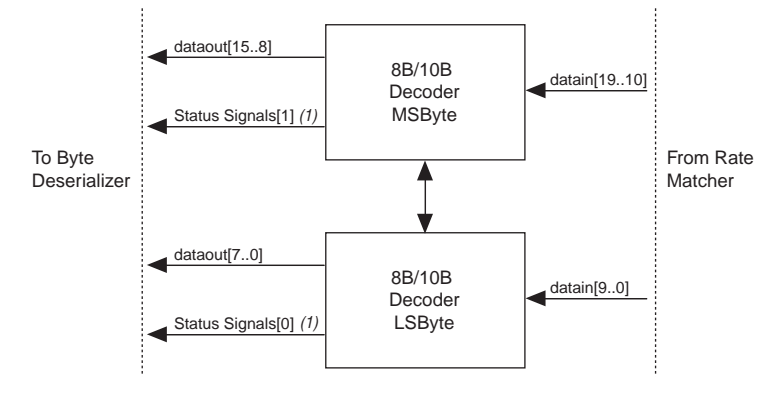 dataout[15..8]
Status Signals[1] (1)
8B/10B
Decoder
MSByte
datain[19..10]
To Byte
Deserializer
From Rate
Matcher
dataout[7..0]
Status Signals[0] (1)
8B/10B
Decoder
LSByte
datain[9..0]